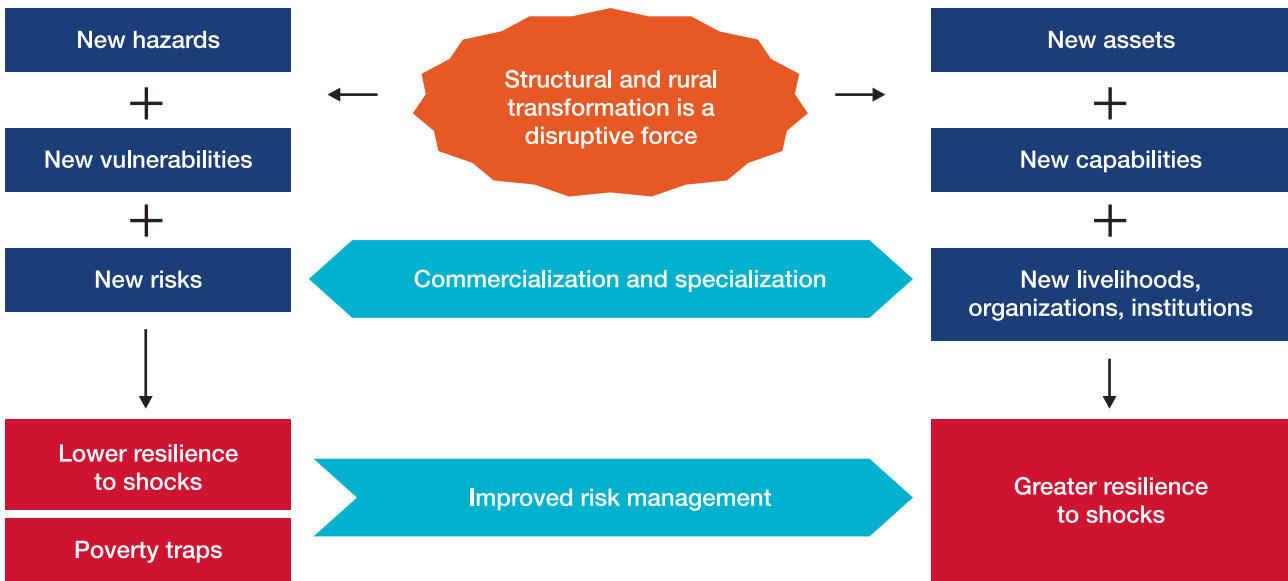 New hazards
New vulnerabilities
New risks
Lower resilience
to shocks
Poverty traps
Structural and rural
transformation is a
disruptive force
Commercialization and specialization
Improved risk management
New assets
New capabilities
New livelihoods,
organizations, institutions
Greater resilience
to shocks